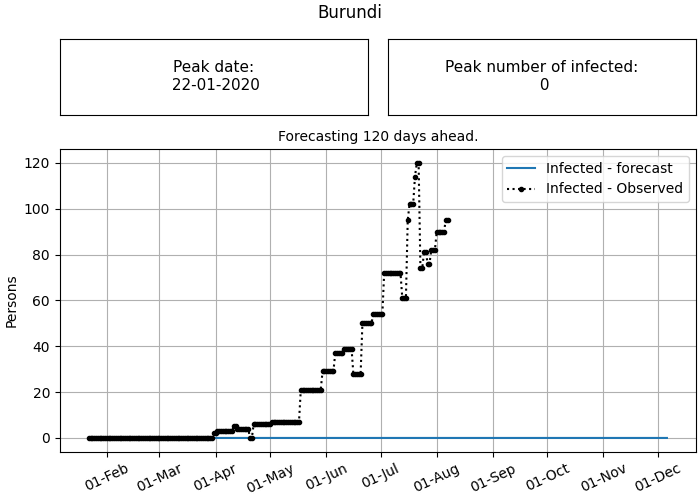 Burundi
Peak date:
22-01-2020
Peak number of infected:
0
Forecasting 120 days ahead.
Infected - forecast
Infected - Observed
Persons
120
100
80
60
40
20
0
01-Feb
01-Mar
01-Apr
01-May
01-Jun
01-Jul
01-Aug
01-Sep
01-Oct
01-Nov
01-Dec